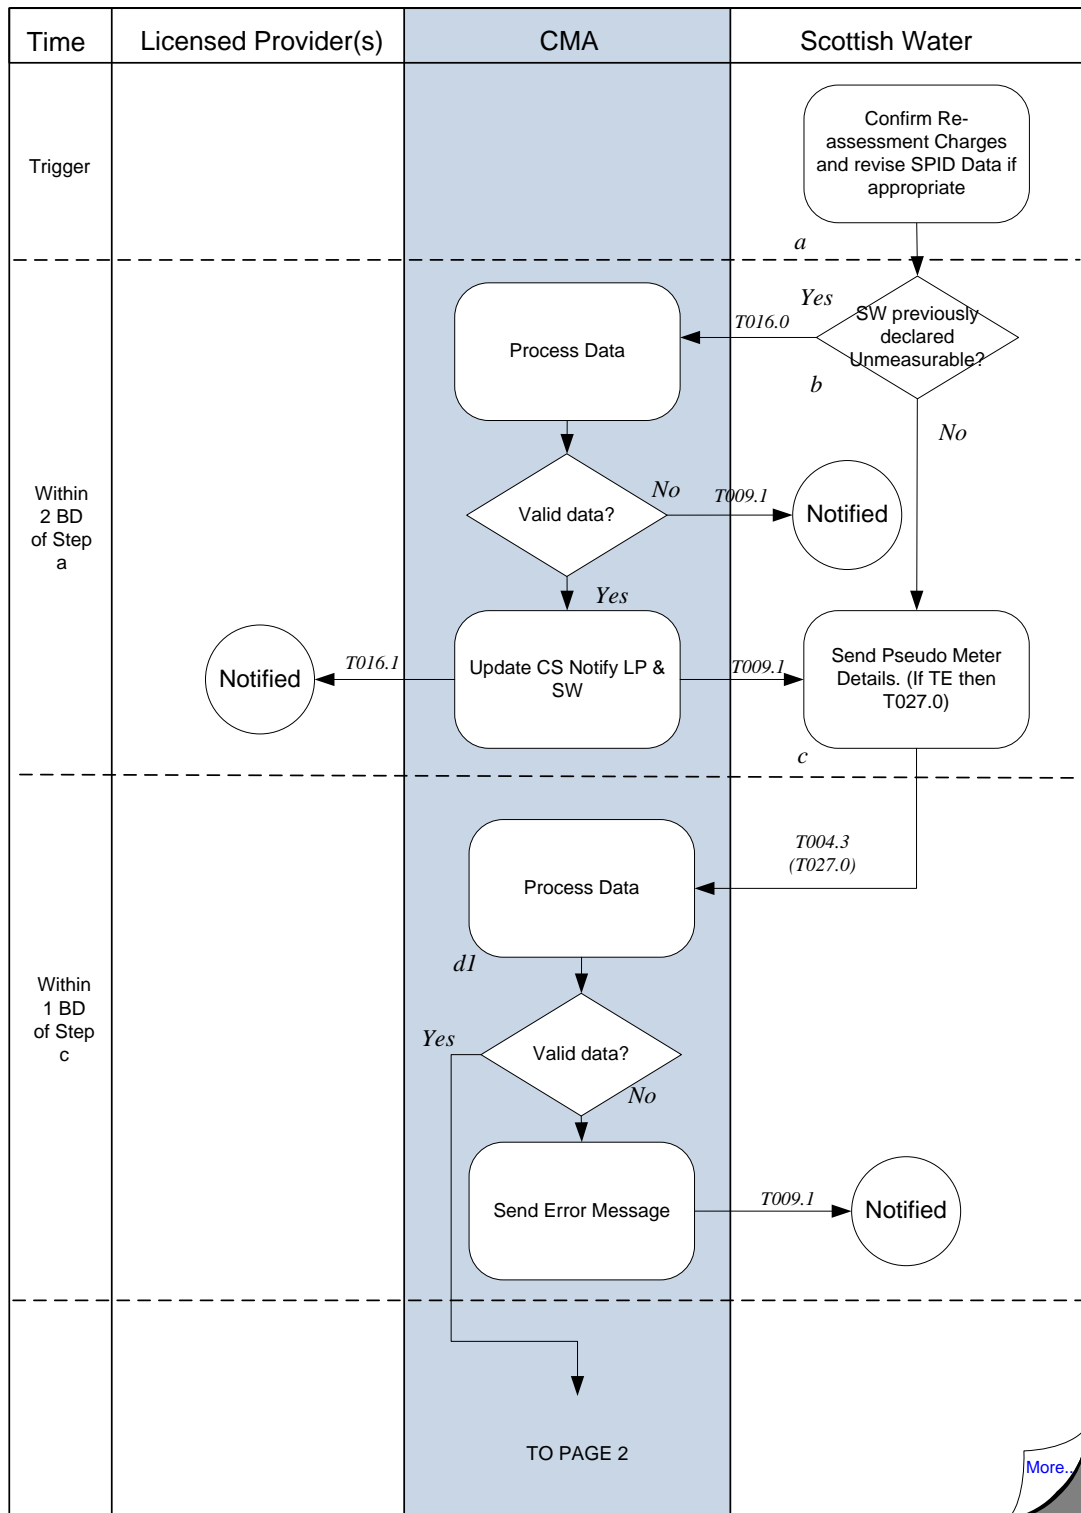 Time
Licensed Provider(s)
CMA
Scottish Water
Trigger
Confirm Re-
assessment Charges
and revise SPID Data if
appropriate
a
Yes
SW previously
declared
Unmeasurable?
T016.0
Process Data
b
No
Within
2 BD
of Step
a
Valid data?
No
T009.1
Notified
Yes
Notified
T016.1
Update CS Notify LP &
SW
T009.1
Send Pseudo Meter
Details. (If TE then
T027.0)
c
T004.3
(T027.0)
Process Data
d1
Within
1 BD
of Step
c
Yes
Valid data?
No
Send Error Message
T009.1
Notified
TO PAGE 2
More..